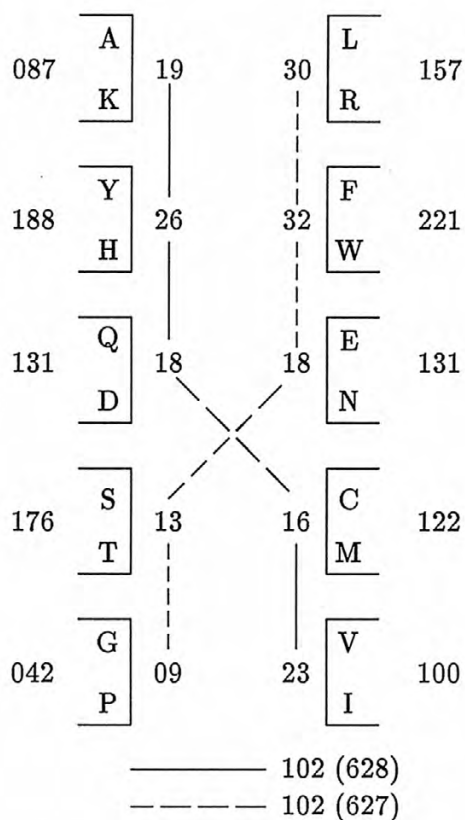 A L
087 19 30 157
K R
Y F
188 26 32 221
H W
Q E
131 18 18 131
D N
S C
176 13 16 122
T M
G V
042 09 23 100
P I
102 (628)
102 (627)